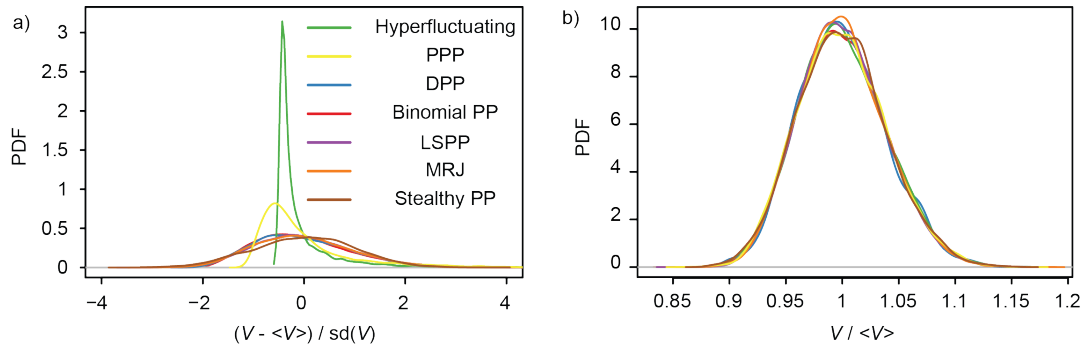 a)
PDF
3
2.5
2
1.5
1
0.5
0
−4
−2
0
2
4
(V - <V>) / sd(V)
Hyperfluctuating
PPP
DPP
Binomial PP
LSPP
MRJ
Stealthy PP
b)
PDF
10
8
6
4
2
0
0.85
0.9
0.95
1
1.05
1.1
1.15
1.2
V / <V>